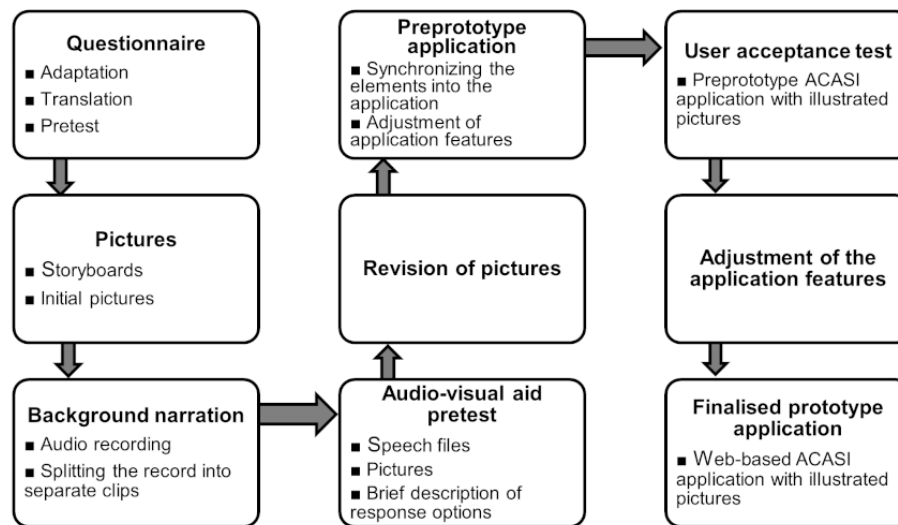 Questionnaire
■ Adaptation
■ Translation
■ Pretest
Pictures
■ Storyboards
■ Initial pictures
Background narration
■ Audio recording
■ Splitting the record into
separate clips
Audio-visual aid
pretest
■ Speech files
■ Pictures
■ Brief description of
response options
Revision of pictures
Preprototype
application
■ Synchronizing the
elements into the
application
■ Adjustment of
application features
User acceptance test
■ Preprototype ACASI
application with illustrated
pictures
Adjustment of the
application features
Finalised prototype
application
■ Web-based ACASI
application with illustrated
pictures